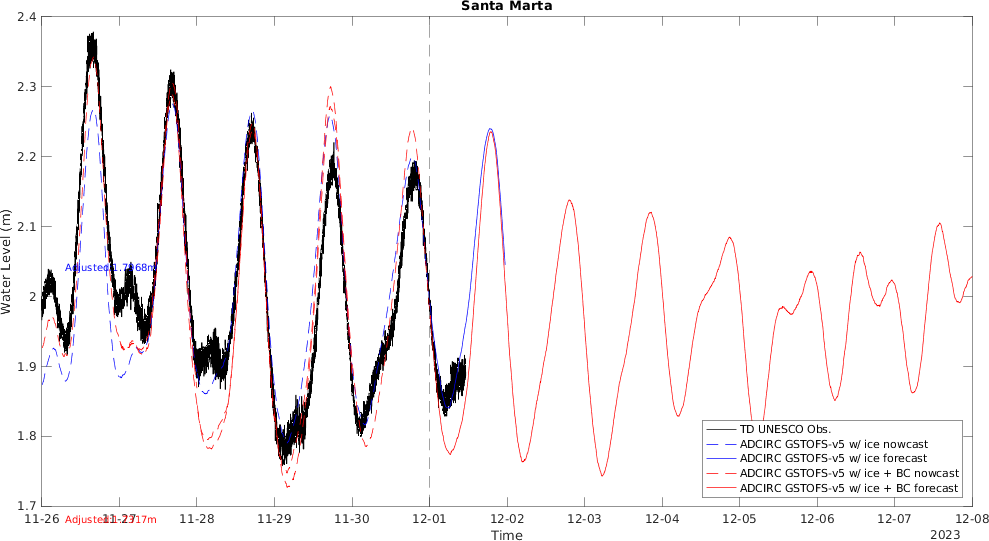 Santa Marta
2.4
2.3
2.2
2.1
2
1.9
1.8
1.7
Water Level (m)
Adjusted 1.7968m
TD UNESCO Obs.
ADCIRC GSTOFS-v5 w/ ice nowcast
ADCIRC GSTOFS-v5 w/ ice forecast
ADCIRC GSTOFS-v5 w/ ice + BC nowcast
ADCIRC GSTOFS-v5 w/ ice + BC forecast
11-26 11-27 11-28 11-29 11-30 12-01 12-02 12-03 12-04 12-05 12-06 12-07 12-08
Time
2023